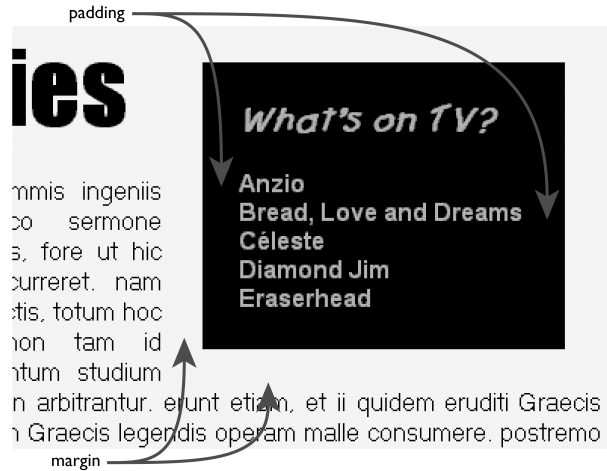 padding
ies
What's on TV?
Anzio
Bread, Love and Dreams
Céleste
Diamond Jim
Eraserhead
mmis ingeniis
co sermone
s, fore ut hic
curreret. nam
ctis, totum hoc
non tam id
ntum studium
n arbitrantur. erunt etiam, et ii quidem eruditi Graecis
n Graecis legendis operam malle consumere. postremo
margin